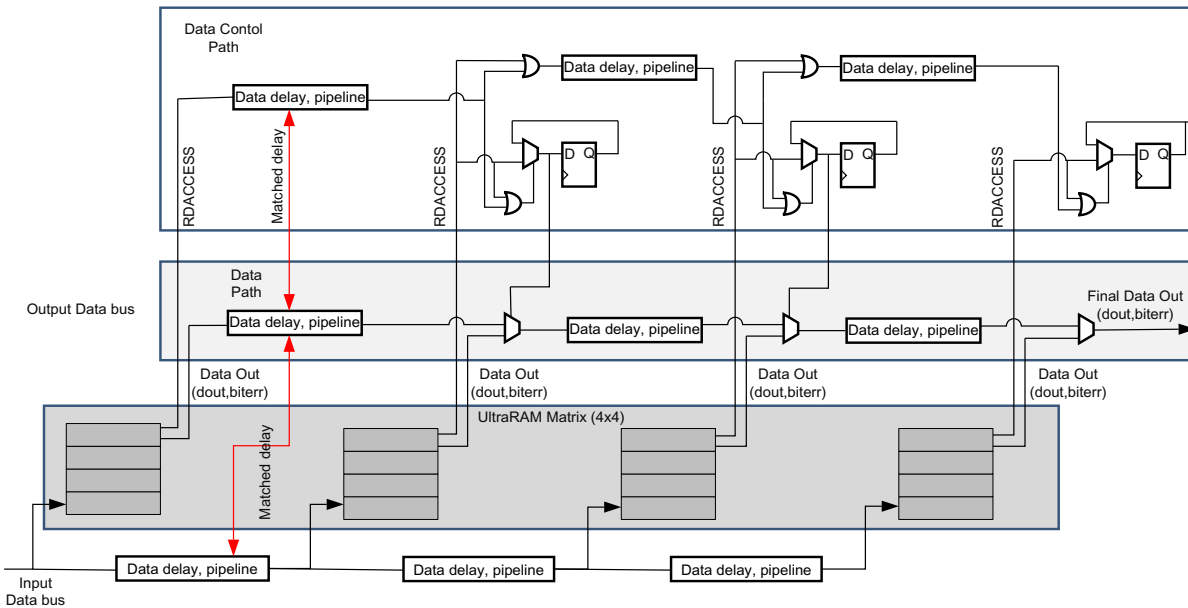 Data Contol
Path
Data delay, pipeline
Data delay, pipeline
Data delay, pipeline
D Q
D Q
D Q
RDACCESS
Matched delay
RDACCESS
RDACCESS
RDACCESS
Output Data bus
Data
Path
Data delay, pipeline
Data delay, pipeline
Data delay, pipeline
Final Data Out
(dout,biterr)
Data Out
(dout,biterr)
Data Out
(dout,biterr)
Data Out
(dout,biterr)
Data Out
(dout,biterr)
UltraRAM Matrix (4x4)
Matched delay
Input
Data bus
Data delay, pipeline
Data delay, pipeline
Data delay, pipeline